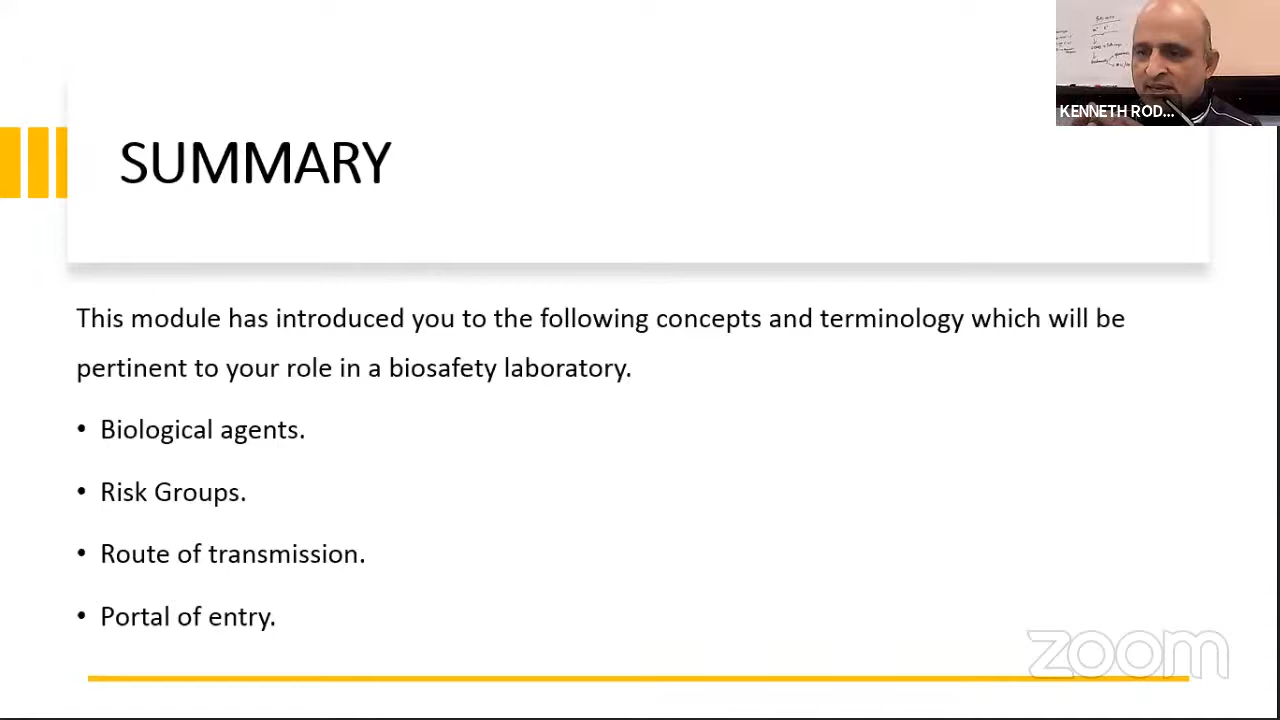 KENNETH ROD...
SUMMARY
This module has introduced you to the following concepts and terminology which will be
pertinent to your role in a biosafety laboratory.
• Biological agents.
• Risk Groups.
• Route of transmission.
• Portal of entry.
zoom